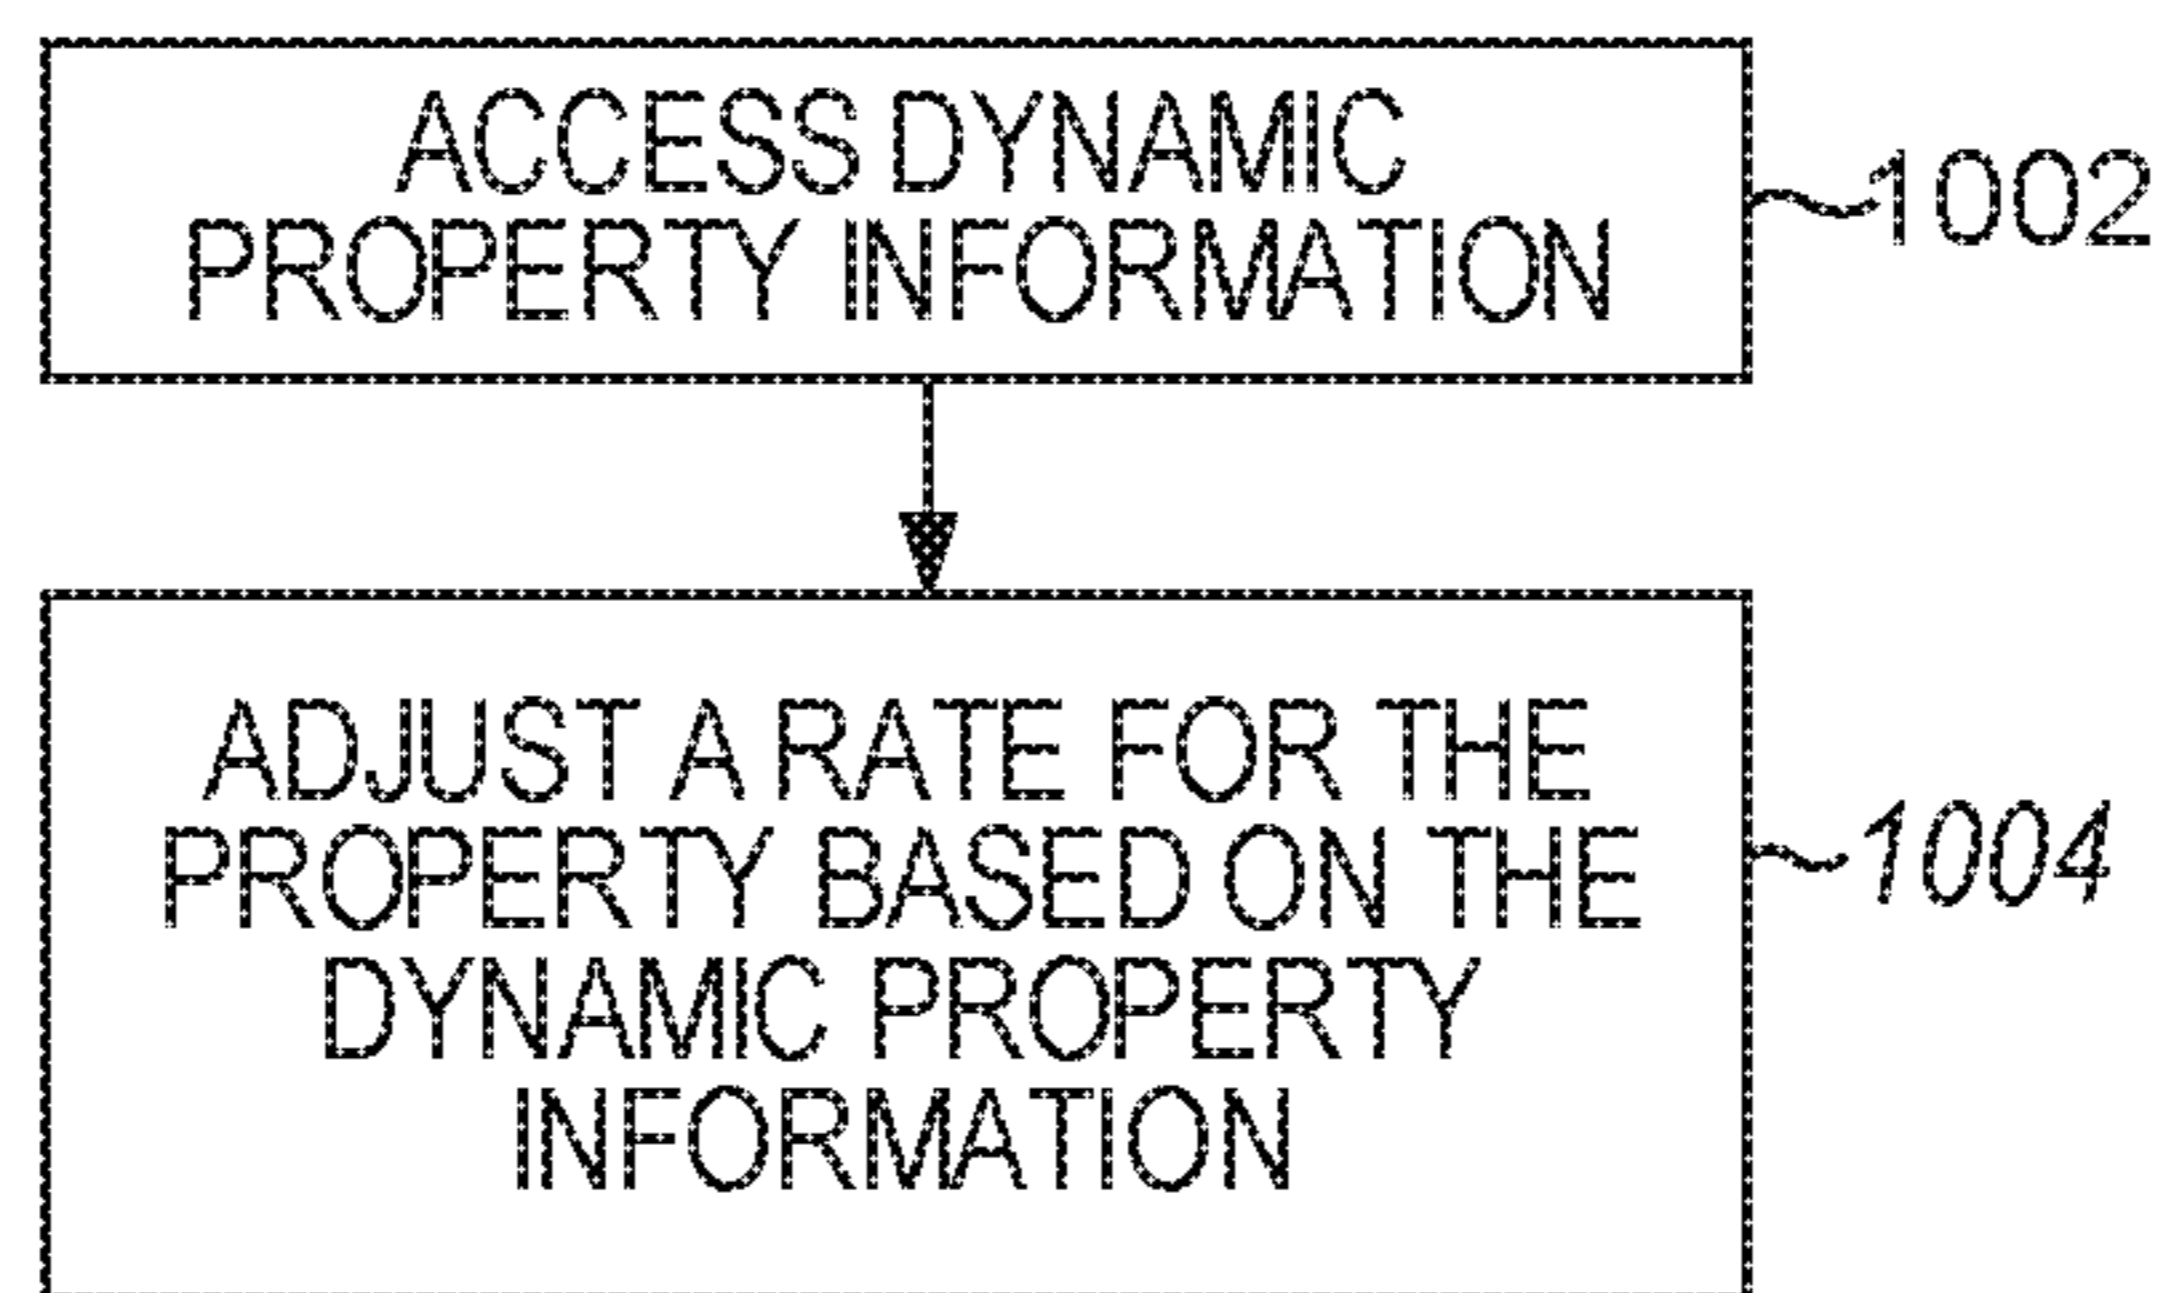 ACCESS DYNAMIC
PROPERTY INFORMATION
1002
ADJUST A RATE FOR THE
PROPERTY BASED ON THE
DYNAMIC PROPERTY
INFORMATION
1004